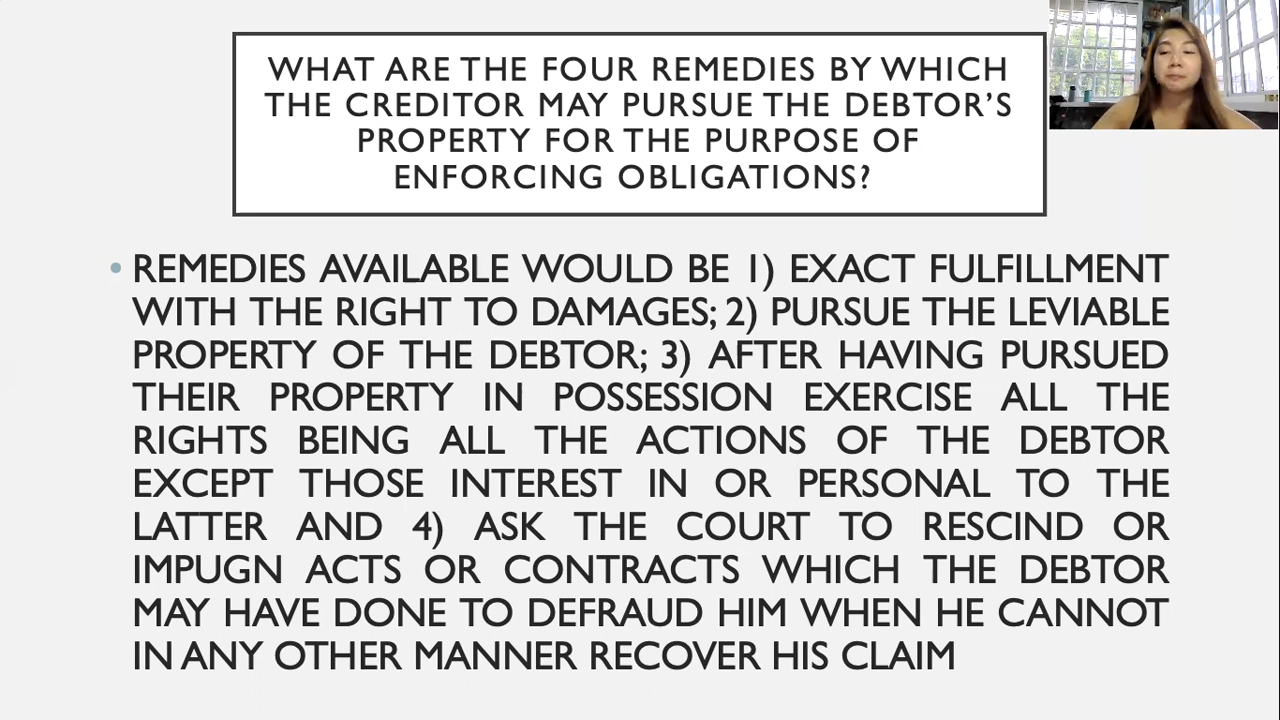 WHAT ARE THE FOUR REMEDIES BY WHICH
THE CREDITOR MAY PURSUE THE DEBTOR'S
PROPERTY FOR THE PURPOSE OF
ENFORCING OBLIGATIONS?
• REMEDIES AVAILABLE WOULD BE 1) EXACT FULFILLMENT
WITH THE RIGHT TO DAMAGES; 2) PURSUE THE LEVIABLE
PROPERTY OF THE DEBTOR; 3) AFTER HAVING PURSUED
THEIR PROPERTY IN POSSESSION EXERCISE ALL THE
RIGHTS BEING ALL THE ACTIONS OF THE DEBTOR
EXCEPT THOSE INTEREST IN OR PERSONAL TO THE
LATTER AND 4) ASK THE COURT TO RESCIND OR
IMPUGN ACTS OR CONTRACTS WHICH THE DEBTOR
MAY HAVE DONE TO DEFRAUD HIM WHEN HE CANNOT
IN ANY OTHER MANNER RECOVER HIS CLAIM